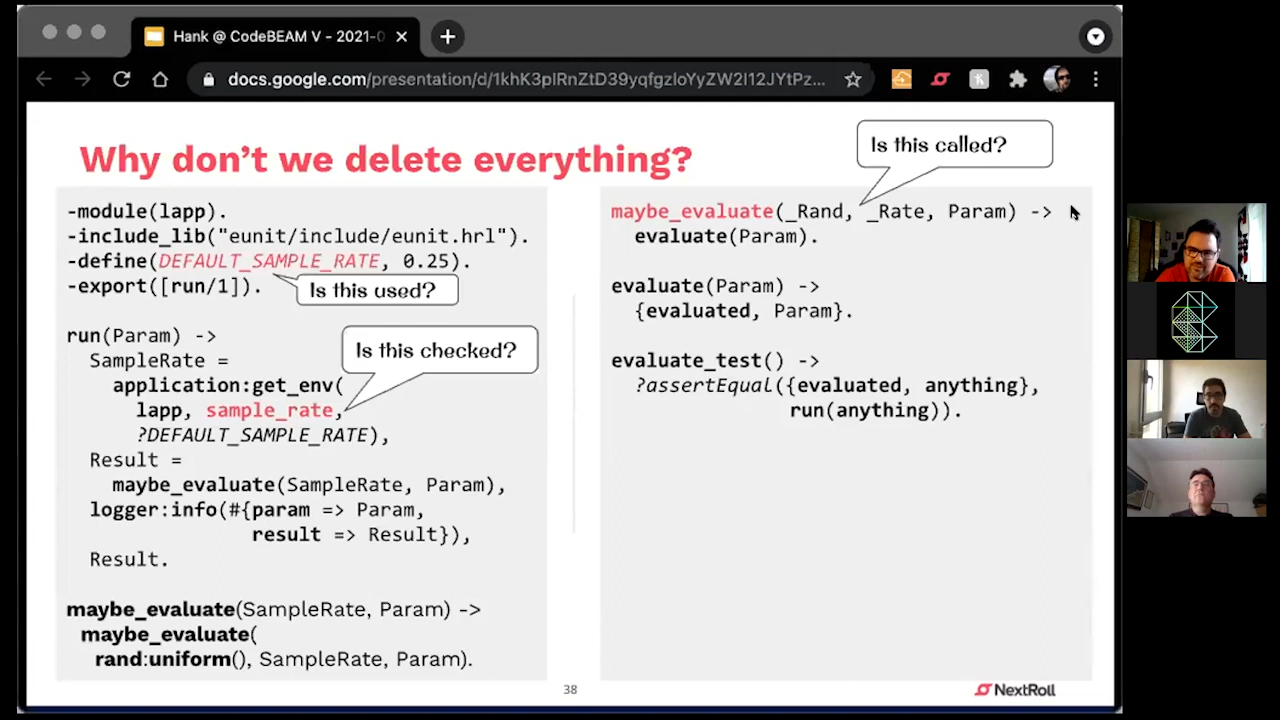 Hank @ CodeBEAM V - 2021-0
docs.google.com/presentation/d/1khK3plRnZtD39yqfgzloYyZW2l12JYtPz...
Why don't we delete everything?
Is this called?
-module(lapp).
-include_lib("eunit/include/eunit.hrl").
-define(DEFAULT_SAMPLE_RATE, 0.25).
-export([run/1]).
Is this used?
run(Param) ->
SampleRate =
application:get_env(
lapp, sample_rate,
?DEFAULT_SAMPLE_RATE),
Is this checked?
Result =
maybe_evaluate(SampleRate, Param),
logger:info(#{param => Param,
result => Result}),
Result.
maybe_evaluate(SampleRate, Param) ->
maybe_evaluate(
rand:uniform(), SampleRate, Param).
maybe_evaluate(_Rand, _Rate, Param) ->
evaluate(Param).
evaluate(Param) ->
{evaluated, Param}.
evaluate_test() ->
?assertEqual({evaluated, anything},
run(anything)).
38
NextRoll